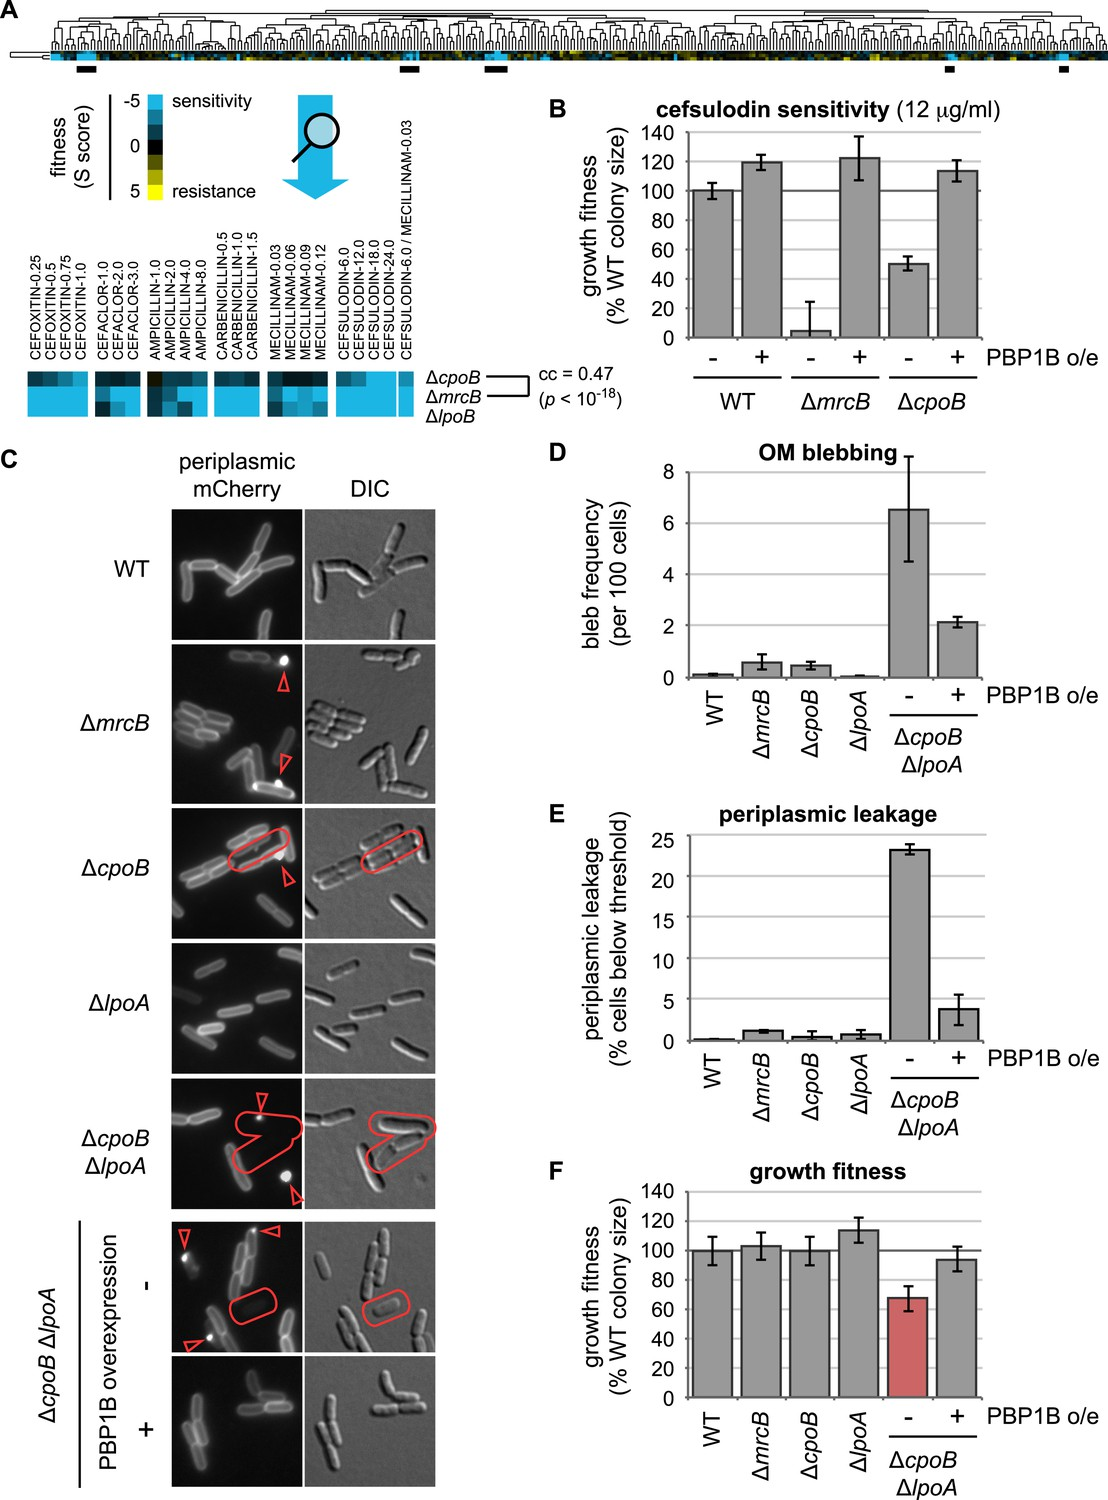 A
-5 sensitivity
0
5 resistance
fitness
(S score)
CEFOXITIN-0.25
CEFOXITIN-0.5
CEFOXITIN-0.75
CEFOXITIN-1.0
CEFACLOR-1.0
CEFACLOR-2.0
CEFACLOR-3.0
AMPICILLIN-1.0
AMPICILLIN-2.0
AMPICILLIN-4.0
AMPICILLIN-8.0
CARBENICILLIN-0.5
CARBENICILLIN-1.0
CARBENICILLIN-1.5
MECILLINAM-0.03
MECILLINAM-0.06
MECILLINAM-0.09
MECILLINAM-0.12
CEFSULODIN-6.0
CEFSULODIN-12.0
CEFSULODIN-18.0
CEFSULODIN-24.0
CEFSULODIN-6.0 / MECILLINAM-0.03
ΔcpoB
ΔmrcB
ΔlpoB
cc = 0.47
(p < 10-18)
B
cefsulodin sensitivity (12 μg/ml)
growth fitness
(% WT colony size)
140
120
100
80
60
40
20
0
- + - + - + PBP1B o/e
WT ΔmrcB ΔcpoB
C
periplasmic
mCherry
DIC
WT
ΔmrcB
ΔcpoB
ΔlpoA
ΔcpoB
ΔlpoA
ΔcpoB ΔlpoA
PBP1B overexpression
-
+
D
OM blebbing
bleb frequency
(per 100 cells)
8
6
4
2
0
WT
ΔmrcB
ΔcpoB
ΔlpoA
- + PBP1B o/e
ΔcpoB
ΔlpoA
E
periplasmic leakage
periplasmic leakage
(% cells below threshold)
25
20
15
10
5
0
WT
ΔmrcB
ΔcpoB
ΔlpoA
- + PBP1B o/e
ΔcpoB
ΔlpoA
F
growth fitness
growth fitness
(% WT colony size)
140
120
100
80
60
40
20
0
WT
ΔmrcB
ΔcpoB
ΔlpoA
- + PBP1B o/e
ΔcpoB
ΔlpoA